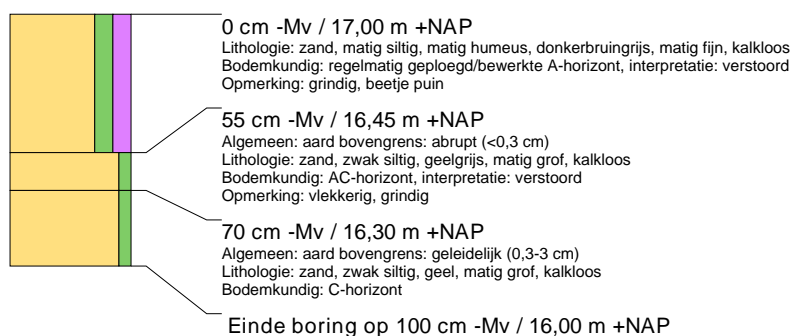 0 cm -Mv / 17,00 m +NAP
Lithologie: zand, matig siltig, matig humeus, donkerbruingrijs, matig fijn, kalkloos
Bodemkundig: regelmatig geploegd/bewerkte A-horizont, interpretatie: verstoord
Opmerking: grindig, beetje puin
55 cm -Mv / 16,45 m +NAP
Algemeen: aard bovengrens: abrupt (<0,3 cm)
Lithologie: zand, zwak siltig, geelgrijs, matig grof, kalkloos
Bodemkundig: AC-horizont, interpretatie: verstoord
Opmerking: vlekkerig, grindig
70 cm -Mv / 16,30 m +NAP
Algemeen: aard bovengrens: geleidelijk (0,3-3 cm)
Lithologie: zand, zwak siltig, geel, matig grof, kalkloos
Bodemkundig: C-horizont
Einde boring op 100 cm -Mv / 16,00 m +NAP